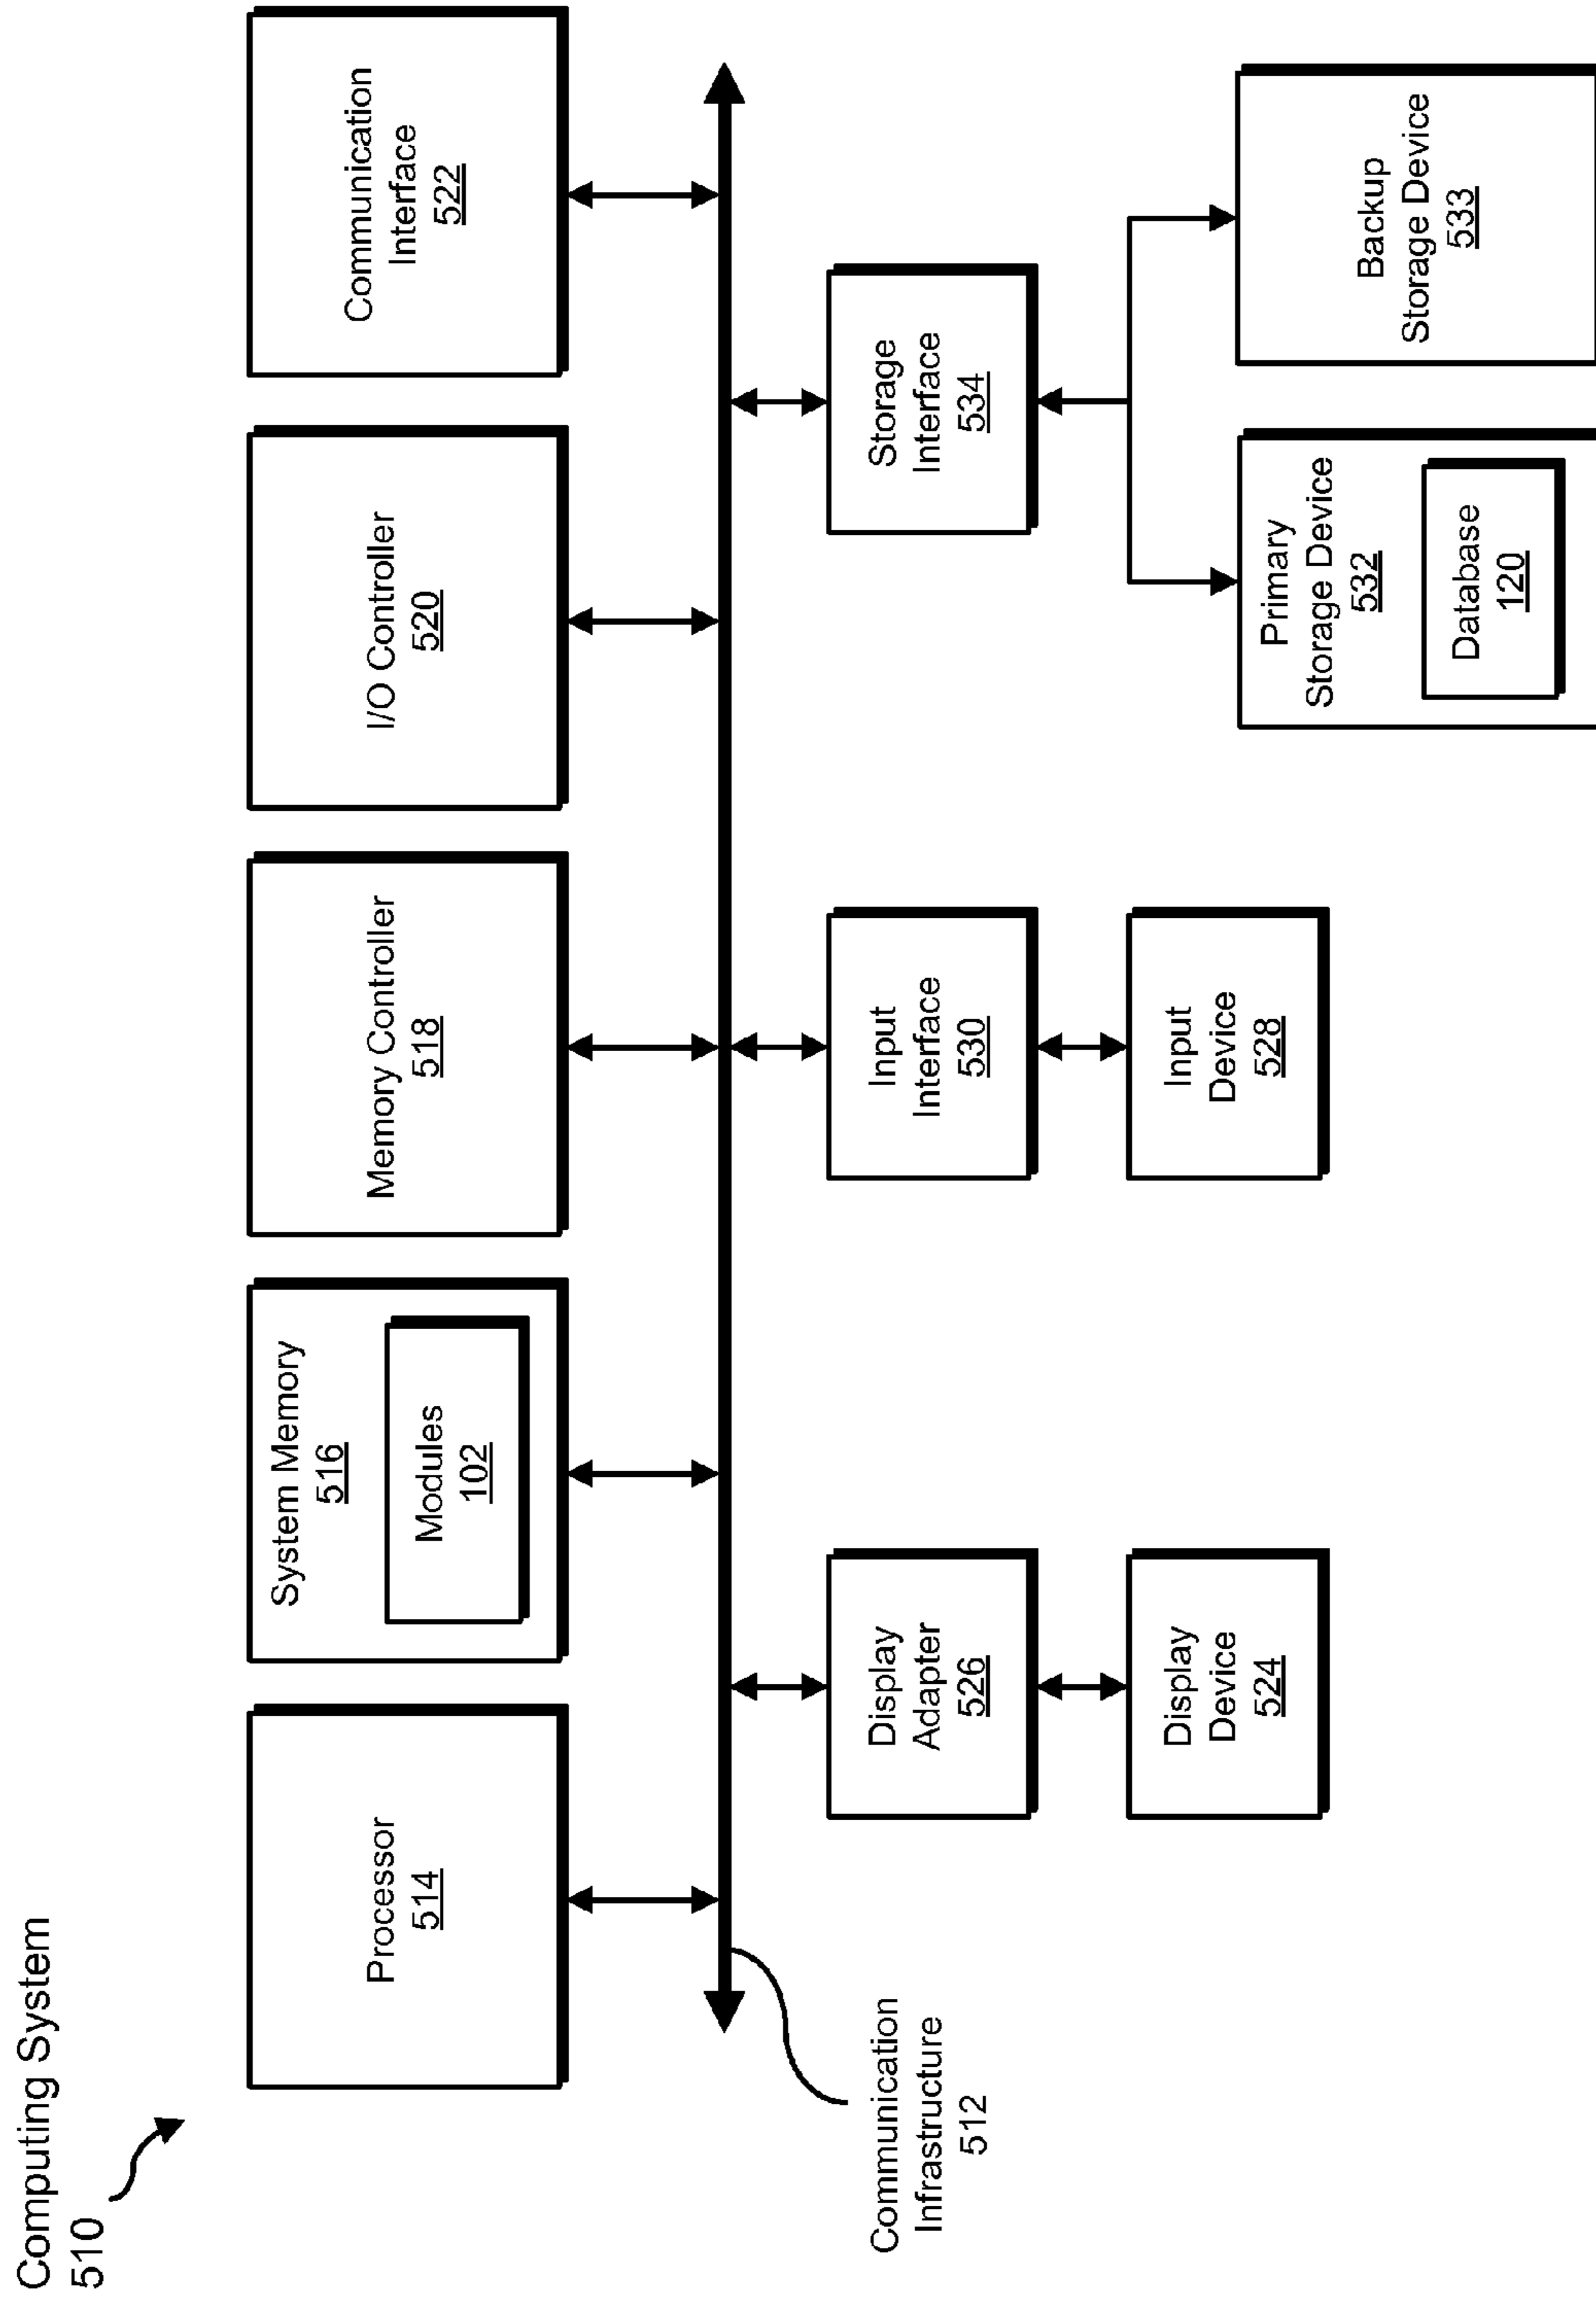 Computing System
510
Processor
514
System Memory
516
Modules
102
Memory Controller
518
I/O Controller
520
Communication
Interface
522
Communication
Infrastructure
512
Display
Adapter
526
Input
Interface
530
Storage
Interface
534
Display
Device
524
Input
Device
528
Primary
Storage Device
532
Database
120
Backup
Storage Device
533